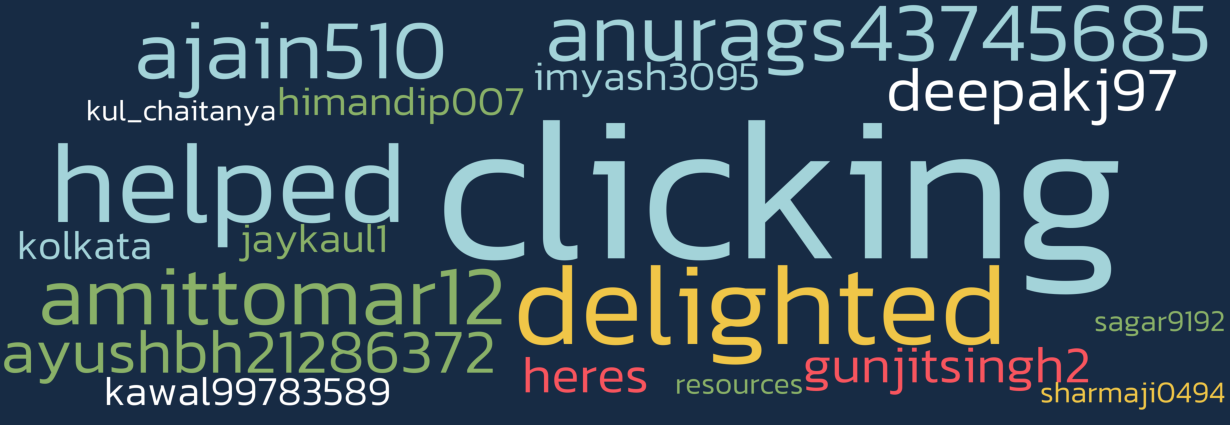 ajain510
anurags43745685
imyash3095
deepakj97
kul_chaitanya
himandip007
helped
clicking
kolkata
jaykaul1
amittomar12
delighted
sagar9192
ayushbh21286372
heres
gunjitsingh2
resources
sharmaji0494
kawal99783589